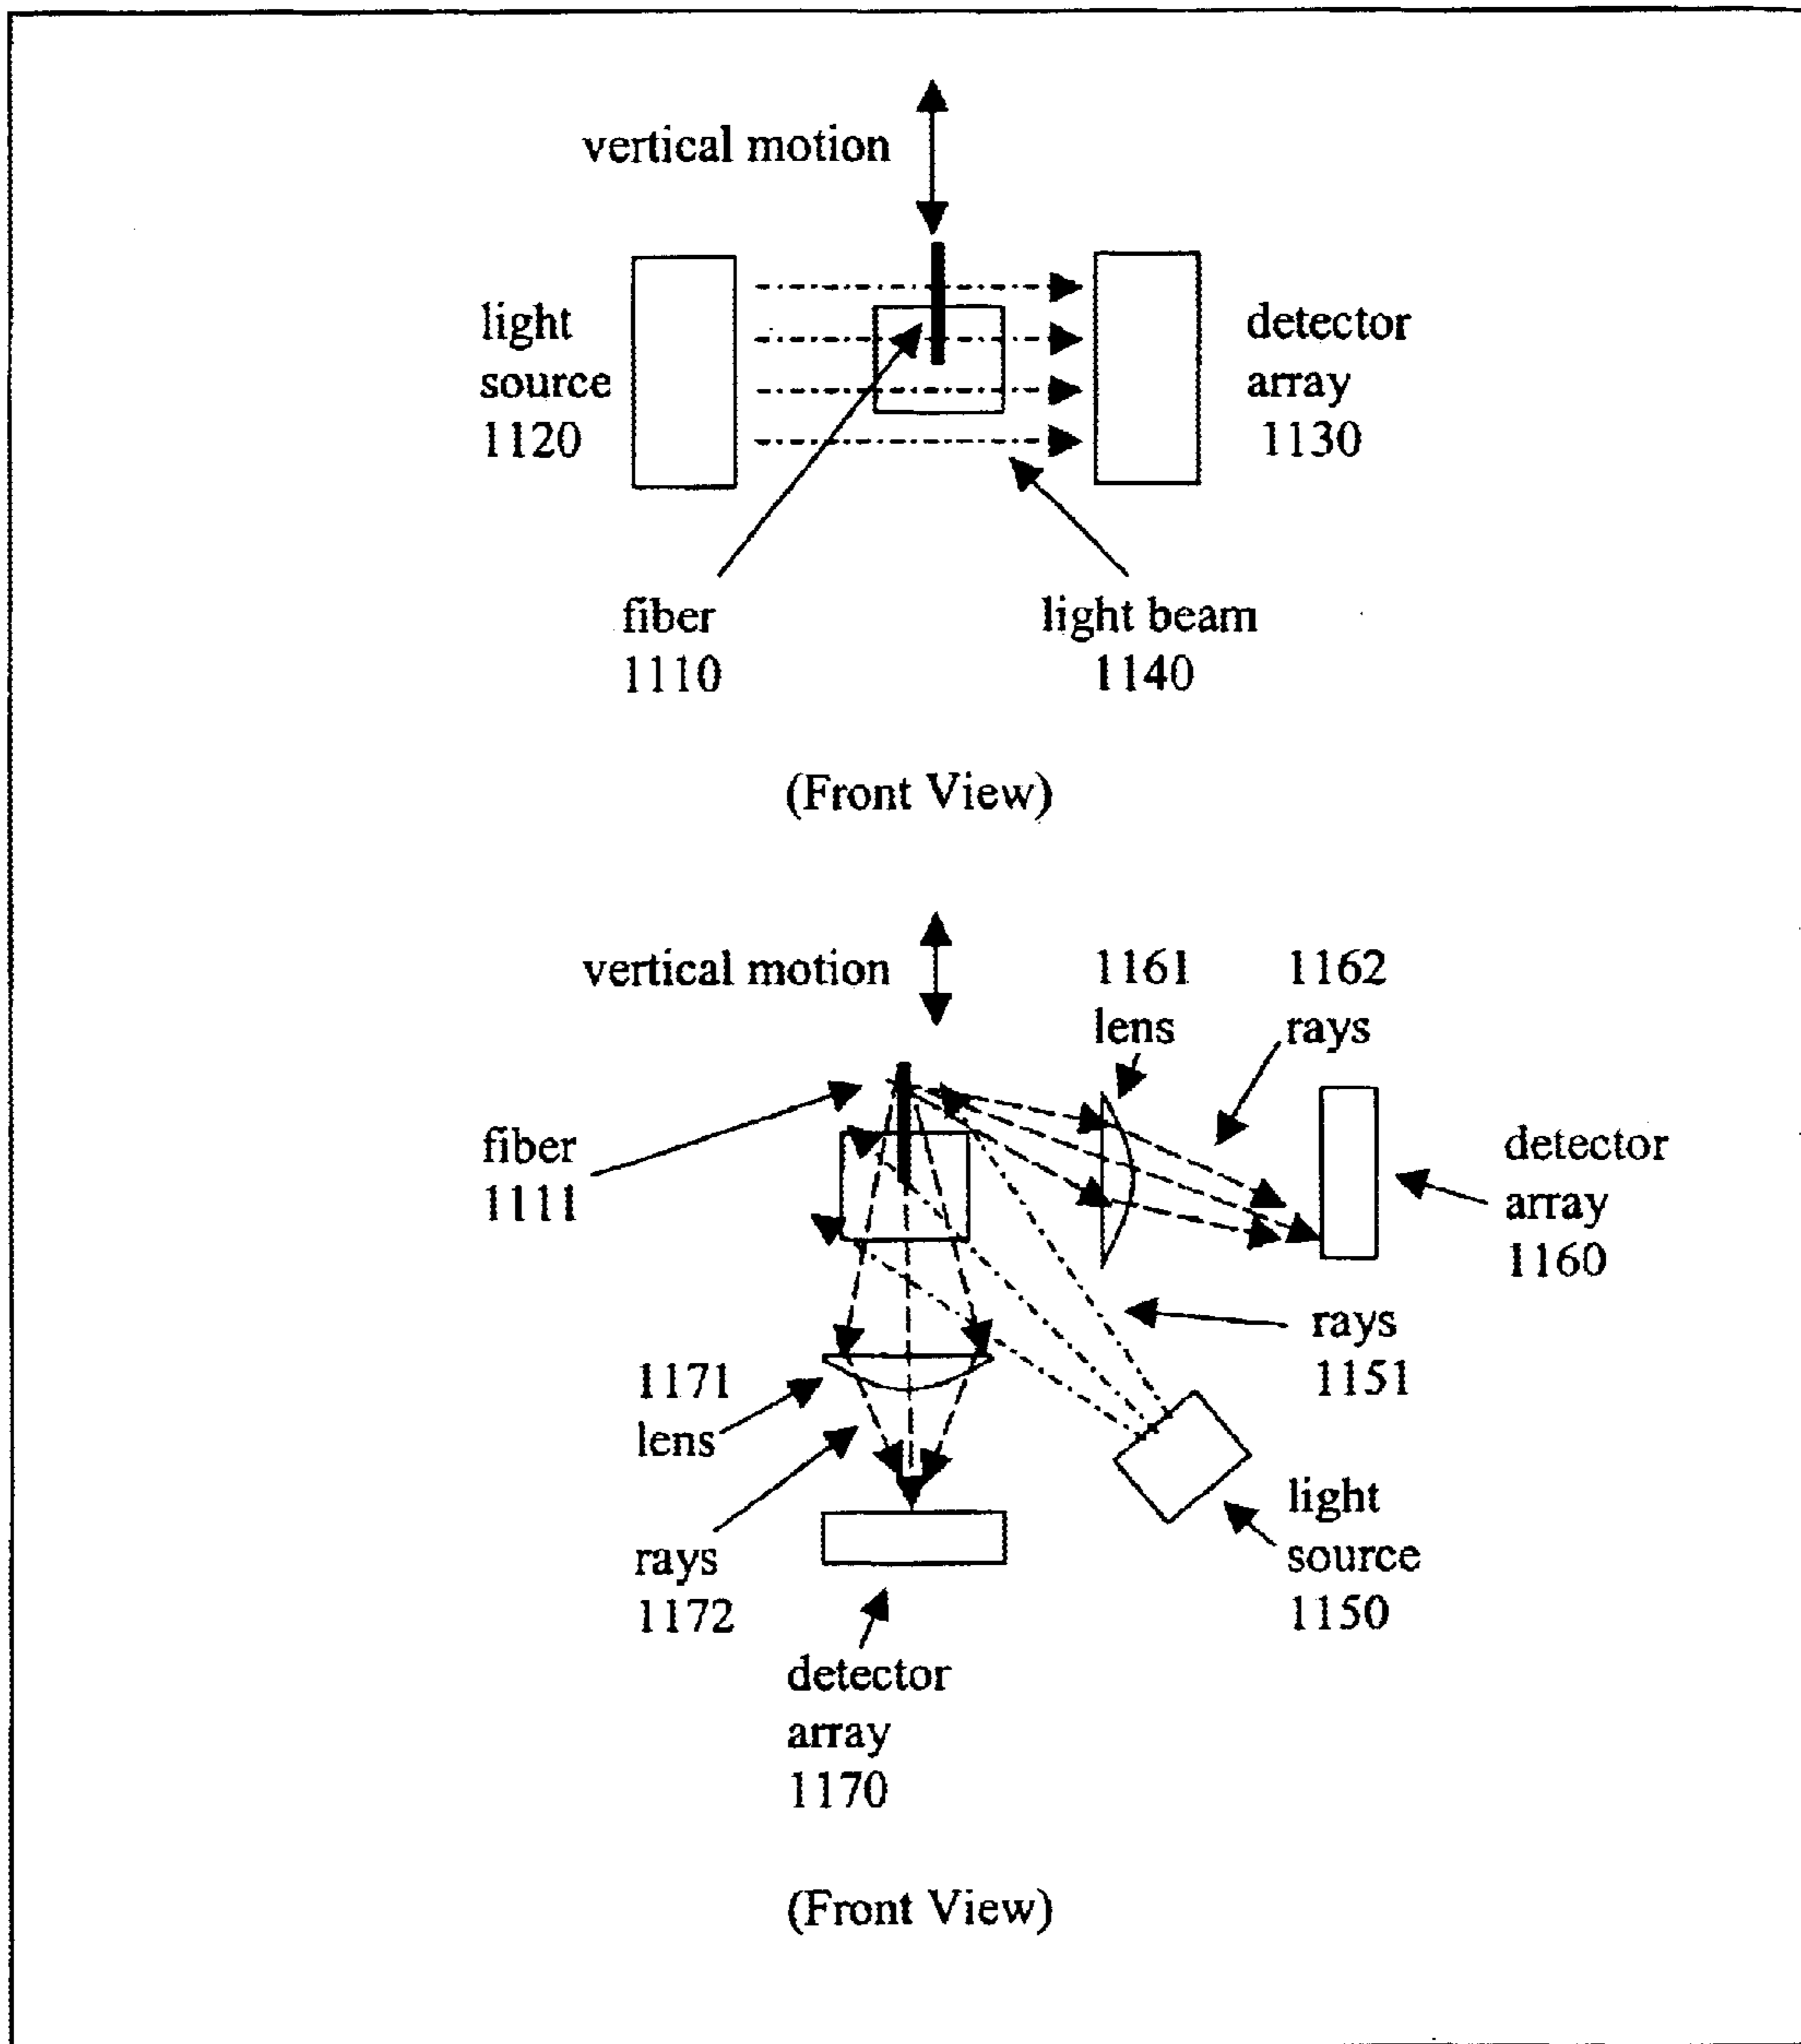 vertical motion
light
source
1120
detector
array
1130
fiber
1110
light beam
1140
(Front View)
vertical motion
1161
lens
1162
rays
fiber
1111
detector
array
1160
rays
1151
1171
lens
light
source
1150
rays
1172
detector
array
1170
(Front View)